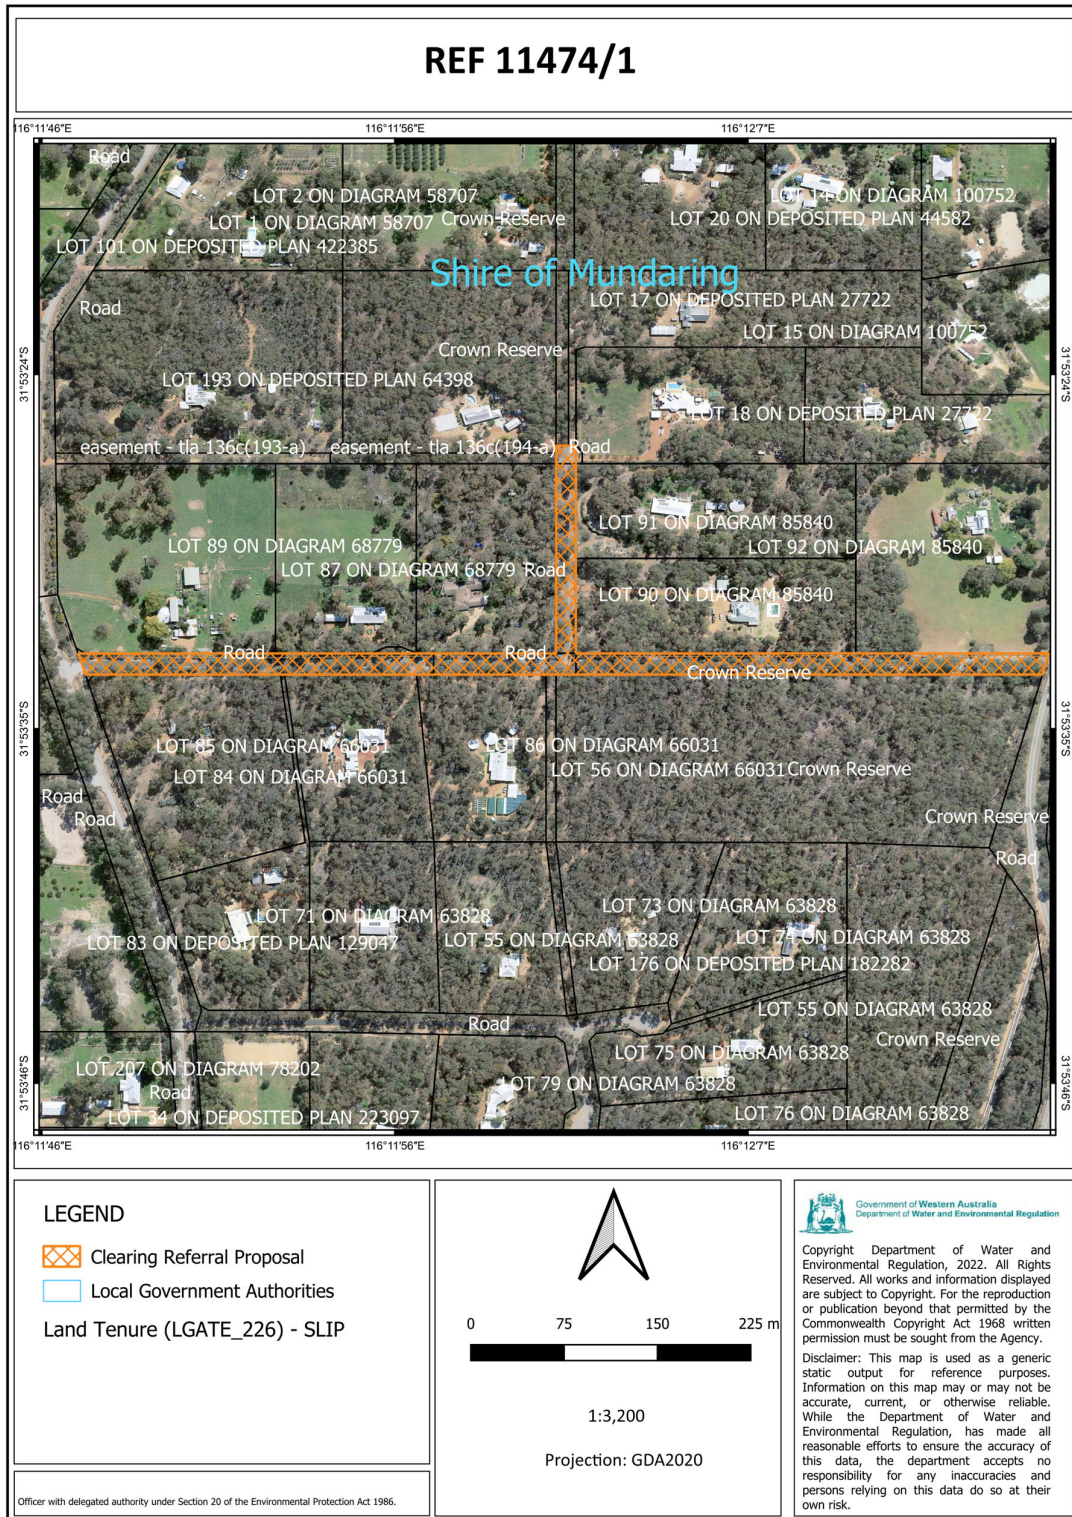 REF 11474/1
116°11'46"E
116°11'56"E
116°12'7"E
Road
LOT 2 ON DIAGRAM 58707
LOT 14 ON DIAGRAM 100752
LOT 1 ON DIAGRAM 58707
Crown Reserve
LOT 20 ON DEPOSITED PLAN 44582
LOT 101 ON DEPOSITED PLAN 422385
Shire of Mundaring
Road
LOT 17 ON DEPOSITED PLAN 27722
LOT 15 ON DIAGRAM 100752
Crown Reserve
31°53'24"S
31°53'24"S
LOT 193 ON DEPOSITED PLAN 64398
LOT 18 ON DEPOSITED PLAN 27722
easement - tla 136c(193-a)
easement - tla 136c(194-a)
Road
LOT 91 ON DIAGRAM 85840
LOT 89 ON DIAGRAM 68779
LOT 92 ON DIAGRAM 85840
LOT 87 ON DIAGRAM 68779
Road
LOT 90 ON DIAGRAM 85840
Road
Road
Crown Reserve
31°53'35"S
31°53'35"S
LOT 85 ON DIAGRAM 66031
LOT 86 ON DIAGRAM 66031
LOT 84 ON DIAGRAM 66031
LOT 56 ON DIAGRAM 66031
Crown Reserve
Road
Road
Crown Reserve
Road
LOT 73 ON DIAGRAM 63828
LOT 71 ON DIAGRAM 63828
LOT 83 ON DEPOSITED PLAN 129047
LOT 55 ON DIAGRAM 63828
LOT 74 ON DIAGRAM 63828
LOT 176 ON DEPOSITED PLAN 182282
LOT 55 ON DIAGRAM 63828
Road
Crown Reserve
LOT 75 ON DIAGRAM 63828
31°53'46"S
31°53'46"S
LOT 207 ON DIAGRAM 78202
LOT 79 ON DIAGRAM 63828
Road
LOT 34 ON DEPOSITED PLAN 223097
LOT 76 ON DIAGRAM 63828
116°11'46"E
116°11'56"E
116°12'7"E
LEGEND
Clearing Referral Proposal
Local Government Authorities
Land Tenure (LGATE_226) - SLIP
Officer with delegated authority under Section 20 of the Environmental Protection Act 1986.
0 75 150 225 m
1:3,200
Projection: GDA2020
Government of Western Australia
Department of Water and Environmental Regulation
Copyright Department of Water and
Environmental Regulation, 2022. All Rights
Reserved. All works and information displayed
are subject to Copyright. For the reproduction
or publication beyond that permitted by the
Commonwealth Copyright Act 1968 written
permission must be sought from the Agency.
Disclaimer: This map is used as a generic
static output for reference purposes.
Information on this map may or may not be
accurate, current, or otherwise reliable.
While the Department of Water and
Environmental Regulation, has made all
reasonable efforts to ensure the accuracy of
this data, the department accepts no
responsibility for any inaccuracies and
persons relying on this data do so at their
own risk.